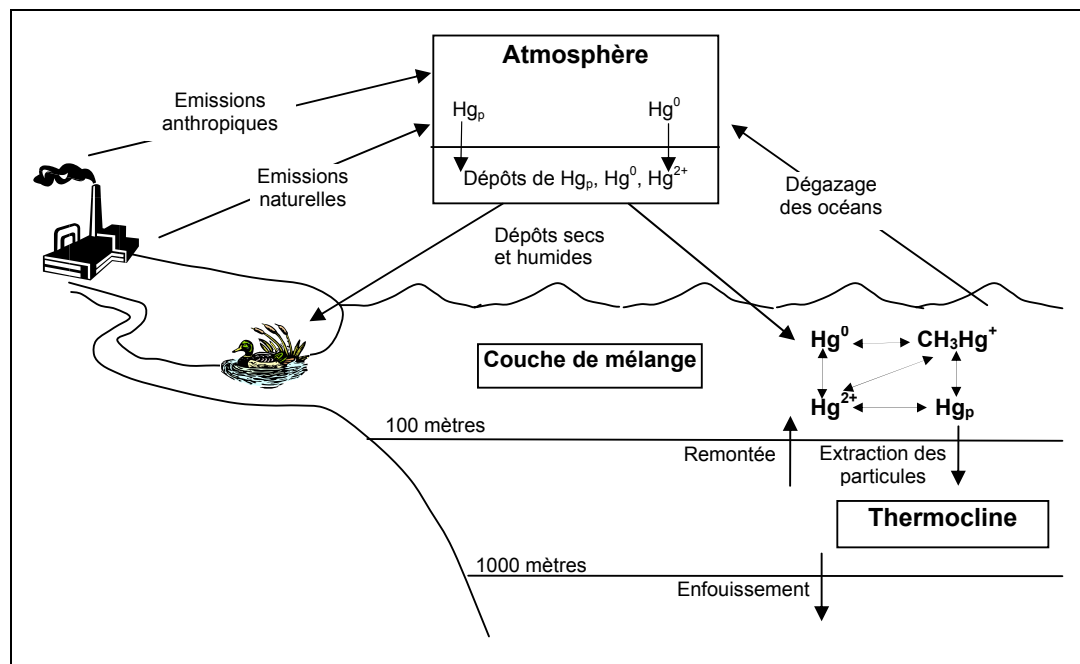 Atmosphère
Emissions
anthropiques
Hgₚ
Hg⁰
Emissions
naturelles
Dépôts de Hgₚ, Hg⁰, Hg²⁺
Dégazage
des océans
Dépôts secs
et humides
Hg⁰
CH₃Hg⁺
Couche de mélange
Hg²⁺
Hgₚ
100 mètres
Remontée
Extraction des
particules
Thermocline
1000 mètres
Enfouissement